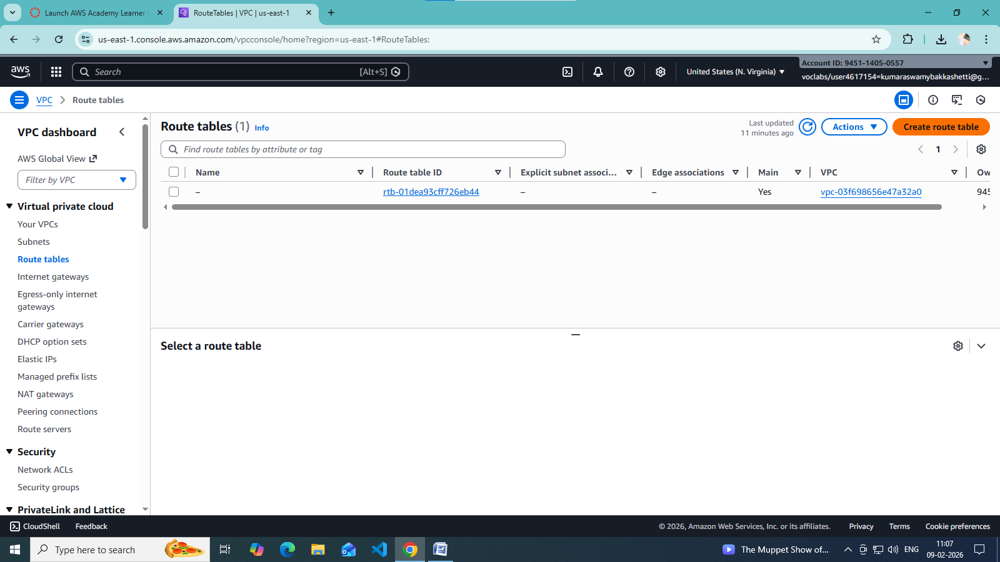 Launch AWS Academy Learner L
RouteTables | VPC | us-east-1
us-east-1.console.aws.amazon.com/vpcconsole/home?region=us-east-1#RouteTables:
aws
Search
[Alt+S]
United States (N. Virginia)
Account ID: 9451-1405-0557
voclabs/user4617154=kumaraswamybakkashetti@g...
VPC
Route tables
VPC dashboard
AWS Global View
Filter by VPC
Virtual private cloud
Your VPCs
Subnets
Route tables
Internet gateways
Egress-only internet
gateways
Carrier gateways
DHCP option sets
Elastic IPs
Managed prefix lists
NAT gateways
Peering connections
Route servers
Security
Network ACLs
Security groups
PrivateLink and Lattice
Route tables (1) Info
Last updated
11 minutes ago
Actions
Create route table
Find route tables by attribute or tag
1
Name Route table ID Explicit subnet associ... Edge associations Main VPC Ow
– rtb-01dea93cff726eb44 – – Yes vpc-03f698656e47a32a0 945
Select a route table
CloudShell Feedback
© 2026, Amazon Web Services, Inc. or its affiliates. Privacy Terms Cookie preferences
Type here to search
The Muppet Show of...
ENG
11:07
09-02-2026